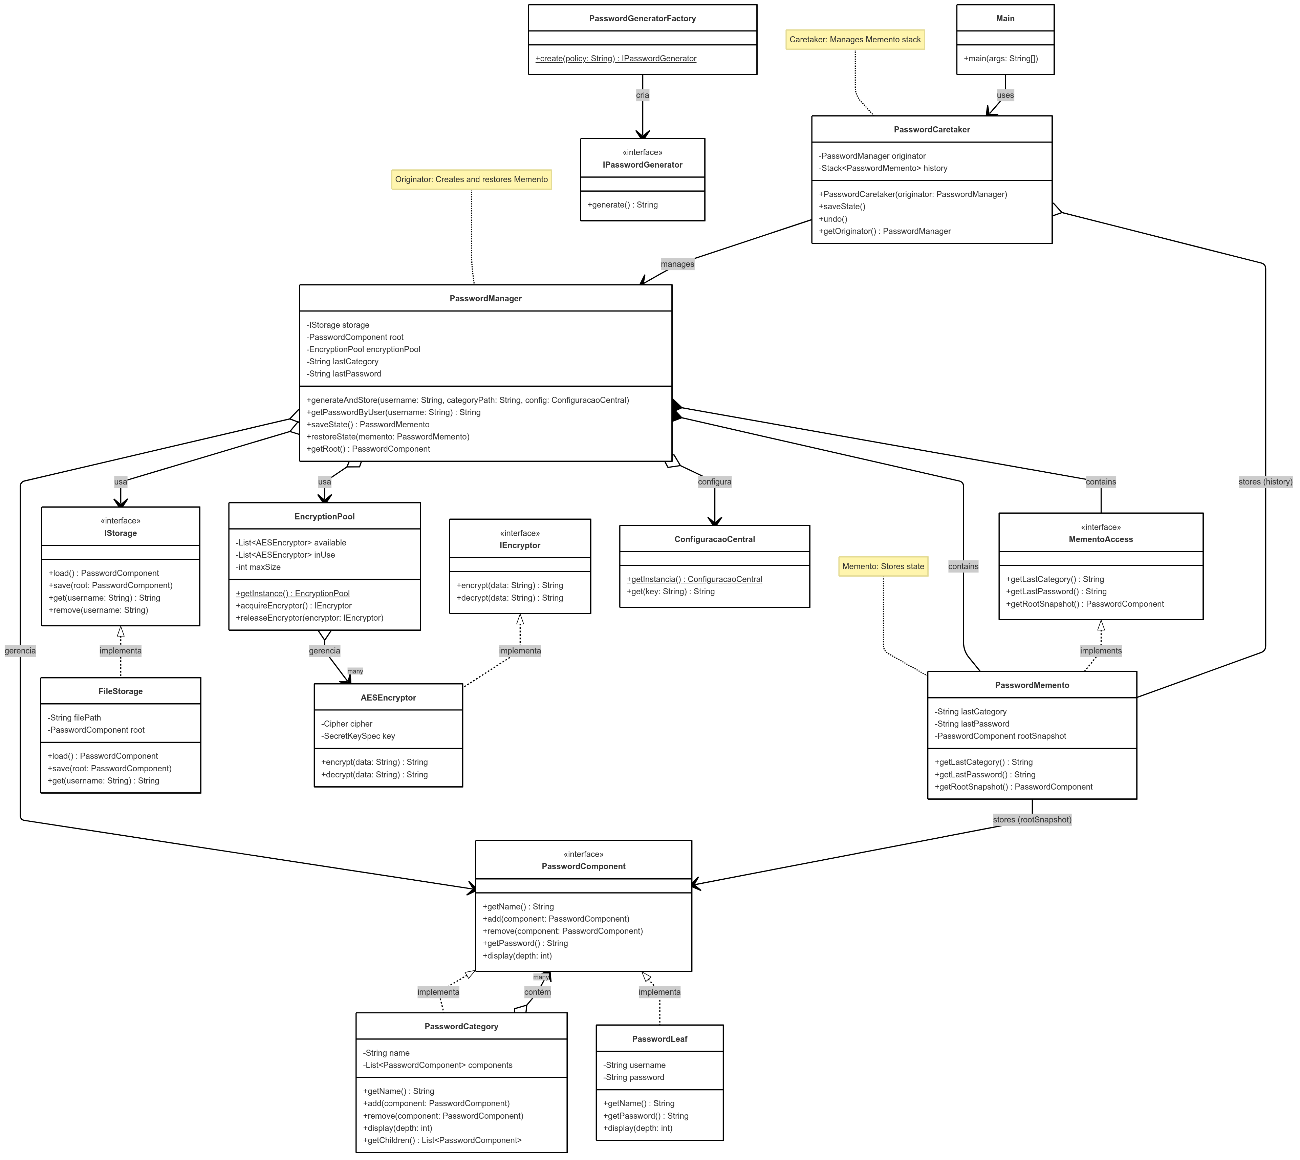 PasswordGeneratorFactory
+create(policy: String) : IPasswordGenerator
Caretaker: Manages Memento stack
Main
+main(args: String[])
cria
uses
«interface»
IPasswordGenerator
+generate() : String
PasswordCaretaker
-PasswordManager originator
-Stack<PasswordMemento> history
+PasswordCaretaker(originator: PasswordManager)
+saveState()
+undo()
+getOriginator() : PasswordManager
Originator: Creates and restores Memento
manages
PasswordManager
-IStorage storage
-PasswordComponent root
-EncryptionPool encryptionPool
-String lastCategory
-String lastPassword
+generateAndStore(username: String, categoryPath: String, config: ConfiguracaoCentral)
+getPasswordByUser(username: String) : String
+saveState() : PasswordMemento
+restoreState(memento: PasswordMemento)
+getRoot() : PasswordComponent
usa
usa
configura
contains
stores (history)
«interface»
IStorage
+load() : PasswordComponent
+save(root: PasswordComponent)
+get(username: String) : String
+remove(username: String)
EncryptionPool
-List<AESEncryptor> available
-List<AESEncryptor> inUse
-int maxSize
+getInstance() : EncryptionPool
+acquireEncryptor() : IEncryptor
+releaseEncryptor(encryptor: IEncryptor)
«interface»
IEncryptor
+encrypt(data: String) : String
+decrypt(data: String) : String
ConfiguracaoCentral
+getInstancia() : ConfiguracaoCentral
+get(key: String) : String
Memento: Stores state
contains
«interface»
MementoAccess
+getLastCategory() : String
+getLastPassword() : String
+getRootSnapshot() : PasswordComponent
gerencia
implementa
gerencia
many
implementa
implements
FileStorage
-String filePath
-PasswordComponent root
+load() : PasswordComponent
+save(root: PasswordComponent)
+get(username: String) : String
AESEncryptor
-Cipher cipher
-SecretKeySpec key
+encrypt(data: String) : String
+decrypt(data: String) : String
PasswordMemento
-String lastCategory
-String lastPassword
-PasswordComponent rootSnapshot
+getLastCategory() : String
+getLastPassword() : String
+getRootSnapshot() : PasswordComponent
stores (rootSnapshot)
«interface»
PasswordComponent
+getName() : String
+add(component: PasswordComponent)
+remove(component: PasswordComponent)
+getPassword() : String
+display(depth: int)
many
implementa
contem
implementa
PasswordCategory
-String name
-List<PasswordComponent> components
+getName() : String
+add(component: PasswordComponent)
+remove(component: PasswordComponent)
+display(depth: int)
+getChildren() : List<PasswordComponent>
PasswordLeaf
-String username
-String password
+getName() : String
+getPassword() : String
+display(depth: int)